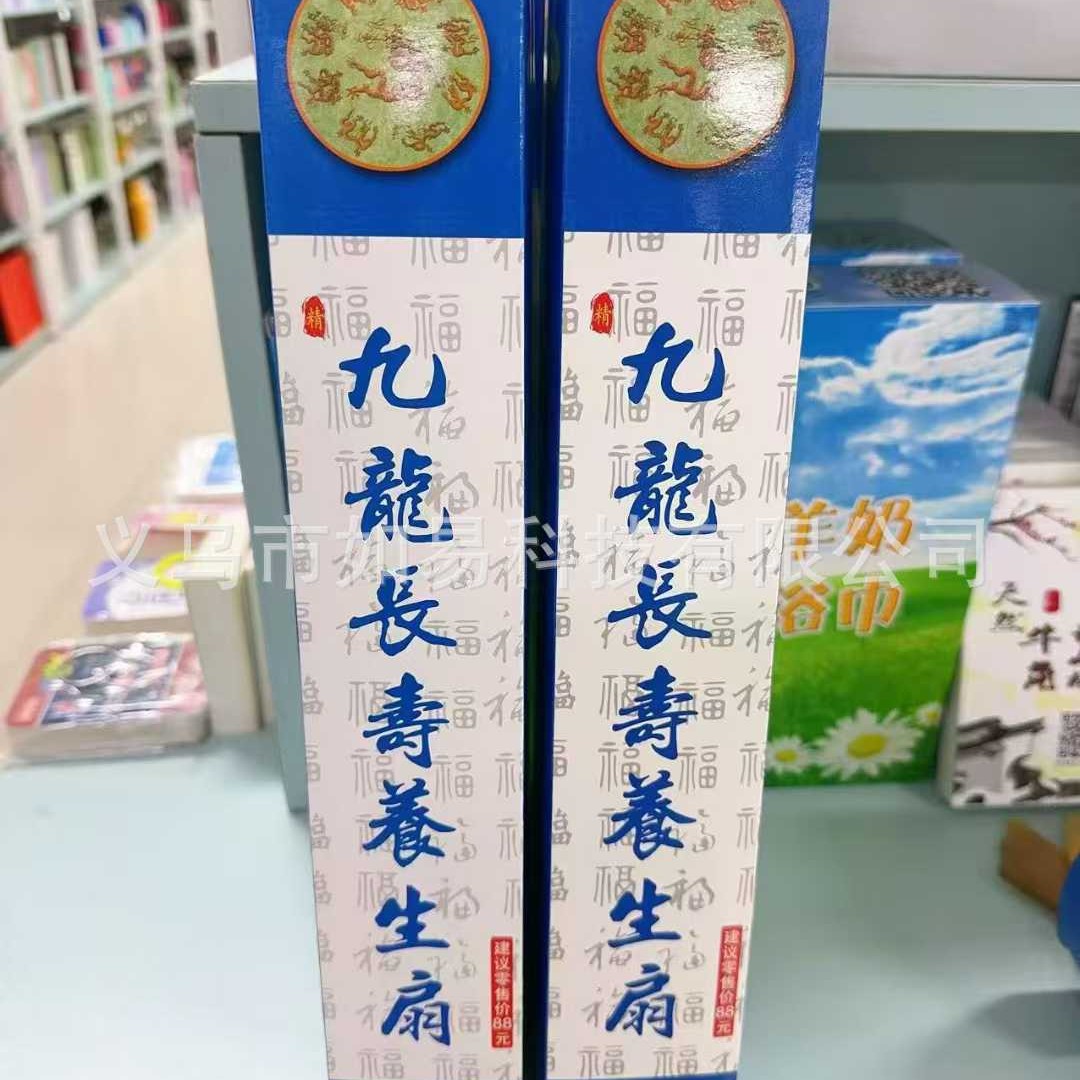 精
九龍長壽養生扇
建议零售价88元
精
九龍長壽養生扇
建议零售价88元
义乌市如易科技有限公司
羊奶
浴巾
天然
牛角